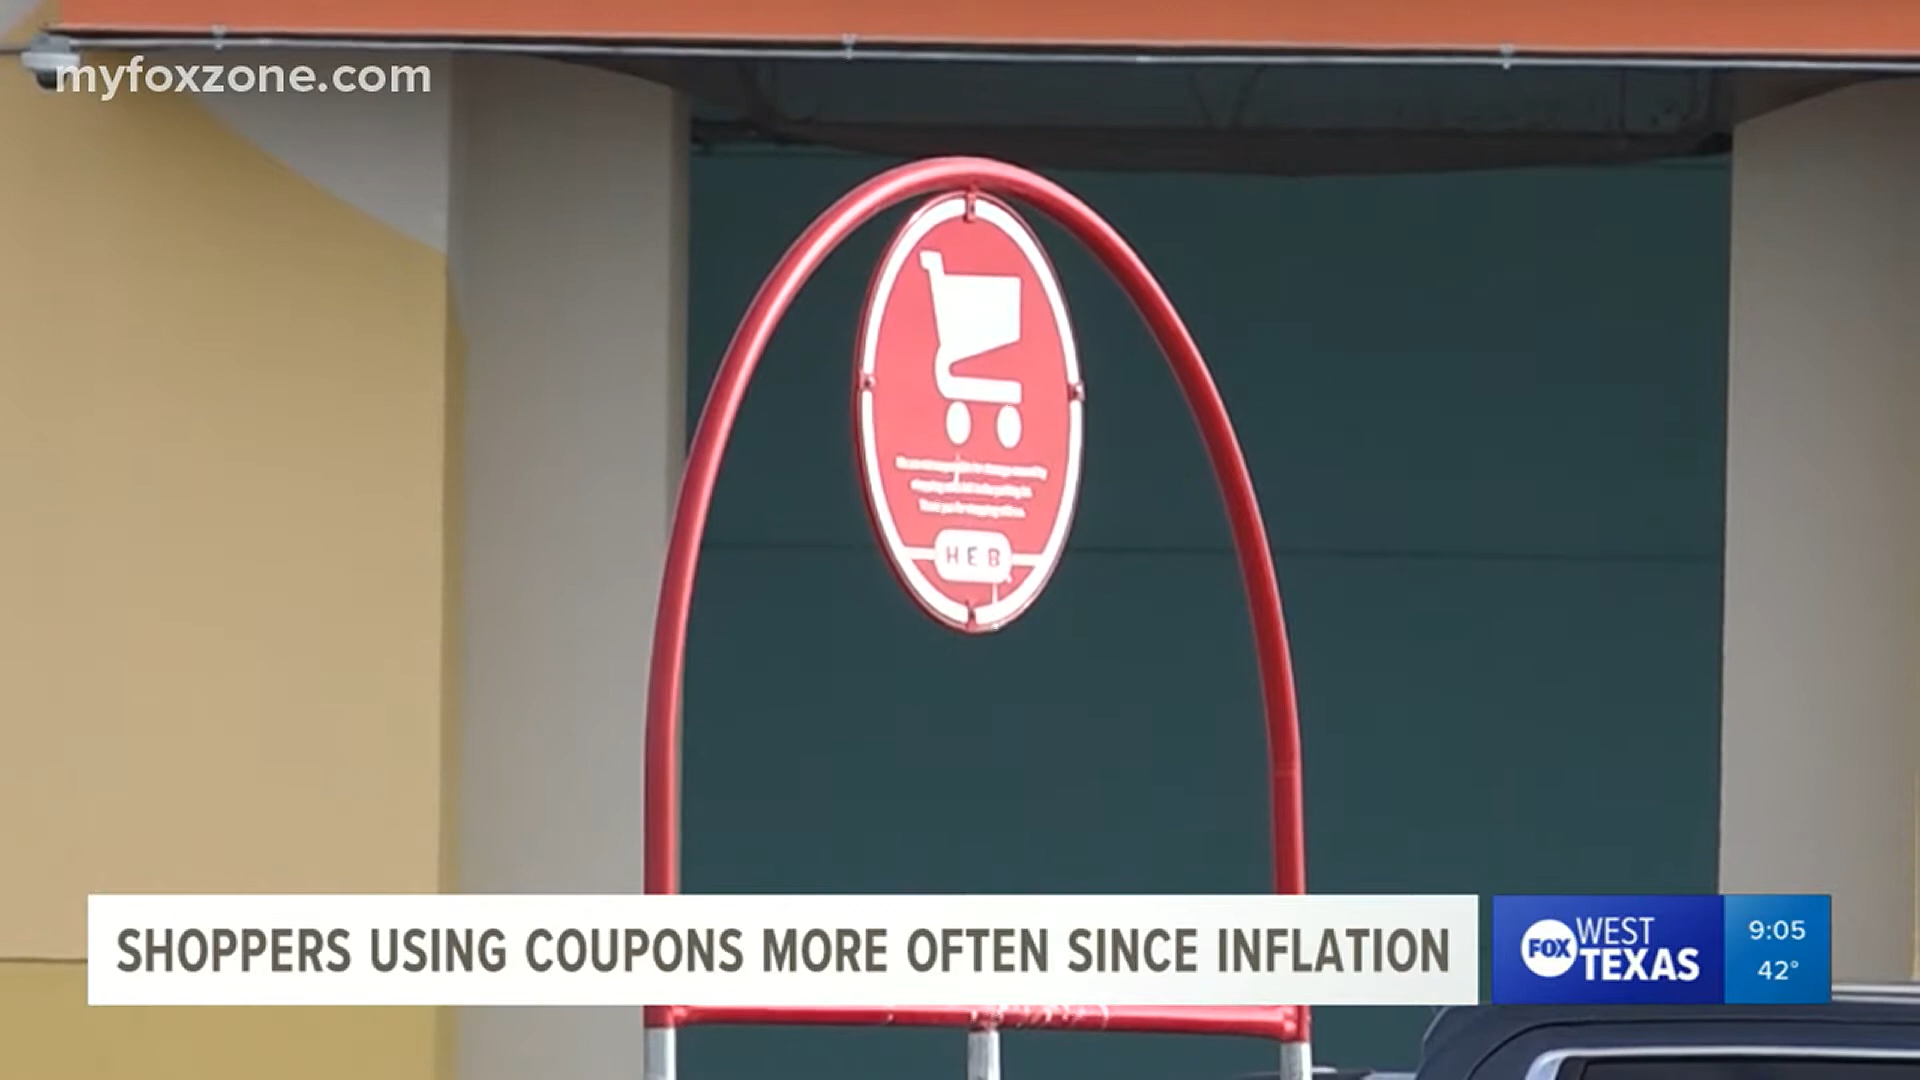 myfoxzone.com
HEB
SHOPPERS USING COUPONS MORE OFTEN SINCE INFLATION
FOX WEST TEXAS
9:05
42°